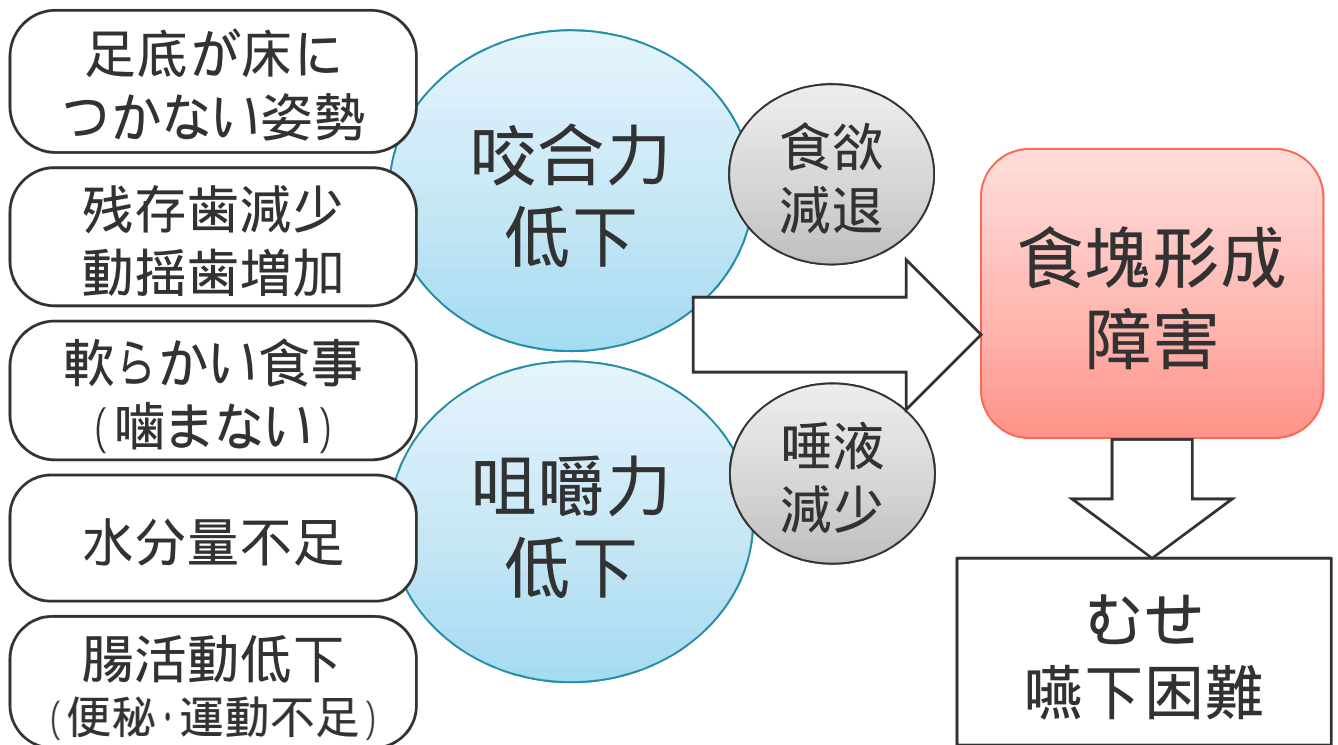 足底が床に
つかない姿勢
残存歯減少
動揺歯増加
軟らかい食事
(噛まない)
水分量不足
腸活動低下
(便秘・運動不足)
咬合力
低下
咀嚼力
低下
食欲
減退
唾液
減少
食塊形成
障害
むせ
嚥下困難